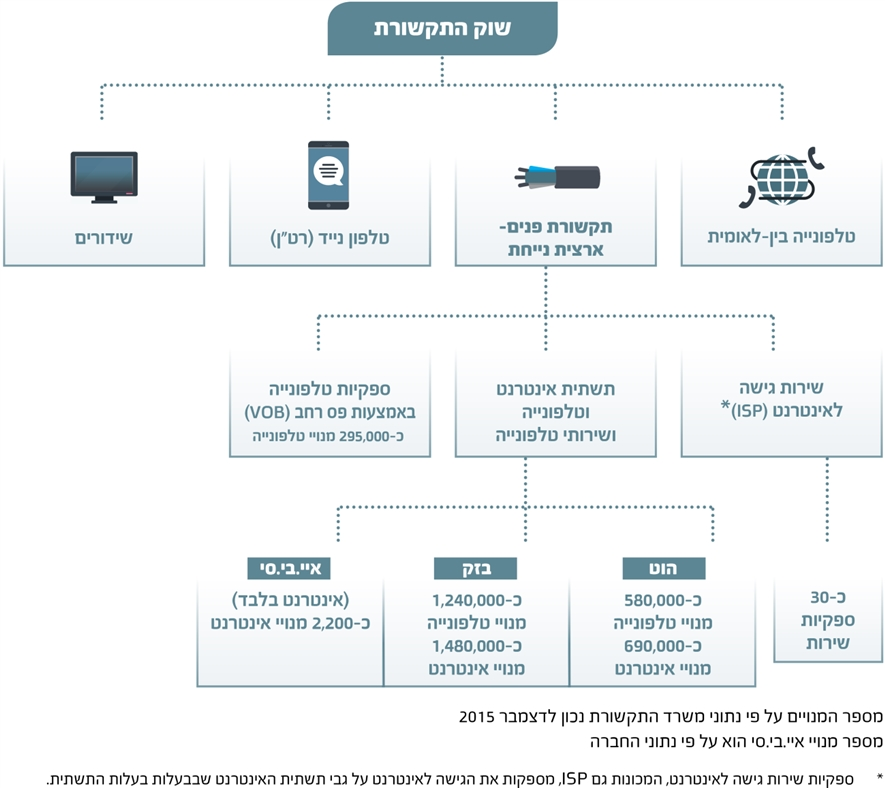 שוק התקשורת
טלפונייה בין-לאומית
תקשורת פנים-
ארצית נייחת
טלפון נייד (רט"ן)
שידורים
שירות גישה
לאינטרנט (ISP)*
תשתית אינטרנט
וטלפונייה
ושירותי טלפונייה
ספקיות טלפונייה
באמצעות פס רחב (VOB)
כ-295,000 מנויי טלפונייה
כ-30
ספקיות
שירות
הוט
כ-580,000
מנויי טלפונייה
כ-690,000
מנויי אינטרנט
בזק
כ-1,240,000
מנויי טלפונייה
כ-1,480,000
מנויי אינטרנט
איי.בי.סי
(אינטרנט בלבד)
כ-2,200 מנויי אינטרנט
מספר המנויים על פי נתוני משרד התקשורת נכון לדצמבר 2015
מספר מנויי איי.בי.סי הוא על פי נתוני החברה
* ספקיות שירות גישה לאינטרנט, המכונות גם ISP, מספקות את הגישה לאינטרנט על גבי תשתית האינטרנט שבבעלות בעלות התשתית.